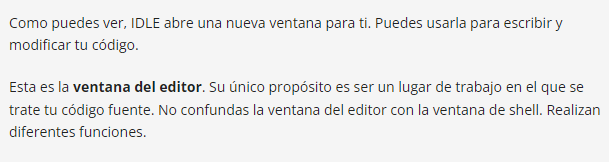 Como puedes ver, IDLE abre una nueva ventana para ti. Puedes usarla para escribir y
modificar tu código.
Esta es la ventana del editor. Su único propósito es ser un lugar de trabajo en el que se
trate tu código fuente. No confundas la ventana del editor con la ventana de shell. Realizan
diferentes funciones.